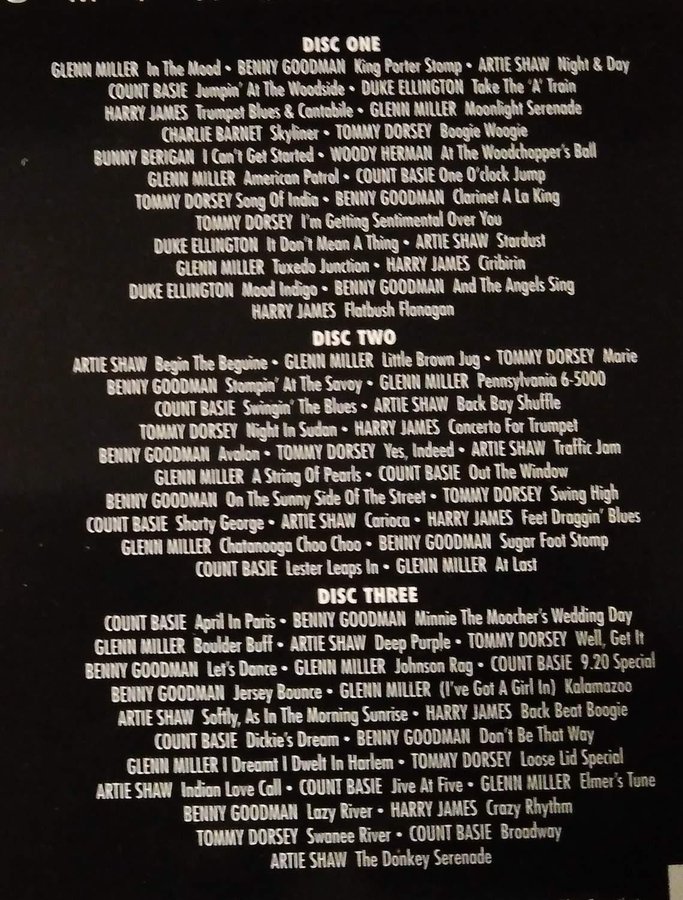 DISC ONE
GLENN MILLER In The Mood • BENNY GOODMAN King Porter Stomp • ARTIE SHAW Night & Day
COUNT BASIE Jumpin' At The Woodside • DUKE ELLINGTON Take The 'A' Train
HARRY JAMES Trumpet Blues & Cantabile • GLENN MILLER Moonlight Serenade
CHARLIE BARNET Skyliner • TOMMY DORSEY Boogie Woogie
BUNNY BERIGAN I Can't Get Started • WOODY HERMAN At The Woodchopper's Ball
GLENN MILLER American Patrol • COUNT BASIE One O'clock Jump
TOMMY DORSEY Song Of India • BENNY GOODMAN Clarinet A La King
TOMMY DORSEY I'm Getting Sentimental Over You
DUKE ELLINGTON It Don't Mean A Thing • ARTIE SHAW Stardust
GLENN MILLER Tuxedo Junction • HARRY JAMES Ciribirin
DUKE ELLINGTON Mood Indigo • BENNY GOODMAN And The Angels Sing
HARRY JAMES Flatbush Flanagan
DISC TWO
ARTIE SHAW Begin The Beguine • GLENN MILLER Little Brown Jug • TOMMY DORSEY Marie
BENNY GOODMAN Stompin' At The Savoy • GLENN MILLER Pennsylvania 6-5000
COUNT BASIE Swingin' The Blues • ARTIE SHAW Back Bay Shuffle
TOMMY DORSEY Night In Sudan • HARRY JAMES Concerto For Trumpet
BENNY GOODMAN Avalon • TOMMY DORSEY Yes, Indeed • ARTIE SHAW Traffic Jam
GLENN MILLER A String Of Pearls • COUNT BASIE Out The Window
BENNY GOODMAN On The Sunny Side Of The Street • TOMMY DORSEY Swing High
COUNT BASIE Shorty George • ARTIE SHAW Carioca • HARRY JAMES Feet Draggin' Blues
GLENN MILLER Chatanooga Choo Choo • BENNY GOODMAN Sugar Foot Stomp
COUNT BASIE Lester Leaps In • GLENN MILLER At Last
DISC THREE
COUNT BASIE April In Paris • BENNY GOODMAN Minnie The Moocher's Wedding Day
GLENN MILLER Boulder Buff • ARTIE SHAW Deep Purple • TOMMY DORSEY Well, Get It
BENNY GOODMAN Let's Dance • GLENN MILLER Johnson Rag • COUNT BASIE 9.20 Special
BENNY GOODMAN Jersey Bounce • GLENN MILLER (I've Got A Girl In) Kalamazoo
ARTIE SHAW Softly, As In The Morning Sunrise • HARRY JAMES Back Beat Boogie
COUNT BASIE Dickie's Dream • BENNY GOODMAN Don't Be That Way
GLENN MILLER I Dreamt I Dwelt In Harlem • TOMMY DORSEY Loose Lid Special
ARTIE SHAW Indian Love Call • COUNT BASIE Jive At Five • GLENN MILLER Elmer's Tune
BENNY GOODMAN Lazy River • HARRY JAMES Crazy Rhythm
TOMMY DORSEY Swanee River • COUNT BASIE Broadway
ARTIE SHAW The Donkey Serenade